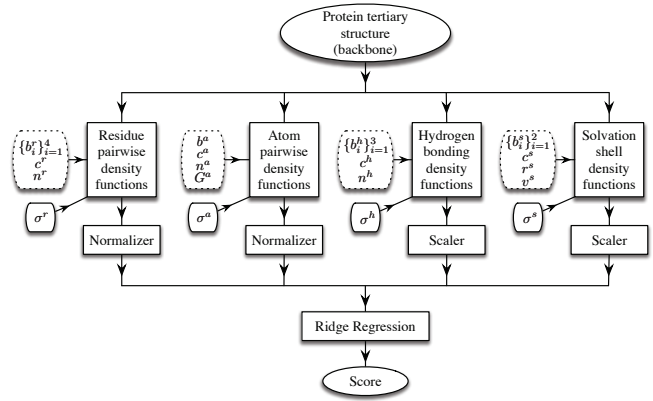 Protein tertiary
structure
(backbone)
{b_i^r}_{i=1}^4
c^r
n^r
σ^r
Residue
pairwise
density
functions
Normalizer
b^a
c^a
n^a
G^a
σ^a
Atom
pairwise
density
functions
Normalizer
{b_i^h}_{i=1}^3
c^h
n^h
σ^h
Hydrogen
bonding
density
functions
Scaler
{b_i^s}_{i=1}^2
c^s
r^s
v^s
σ^s
Solvation
shell
density
functions
Scaler
Ridge Regression
Score